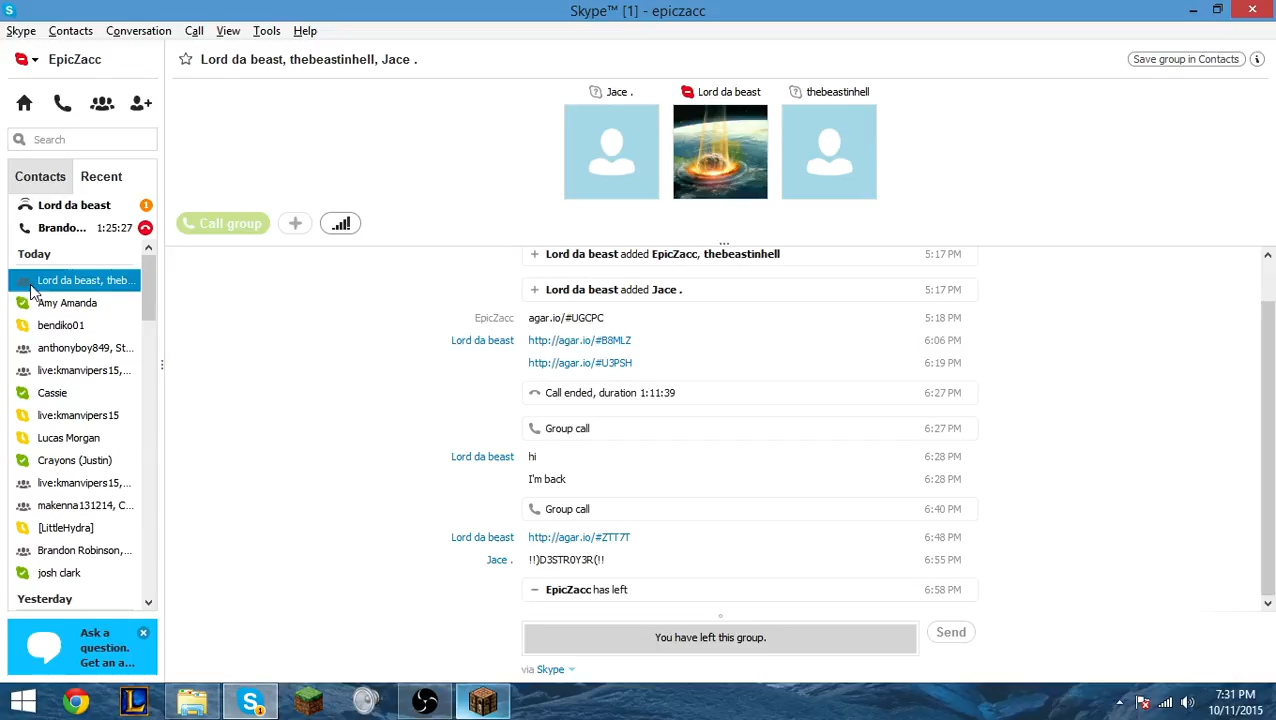 Skype™ [1] - epiczacc
Skype Contacts Conversation Call View Tools Help
EpicZacc
Search
Contacts Recent
Lord da beast 1
Brando... 1:25:27
Today
Lord da beast, theb...
Amy Amanda
bendiko01
anthonyboy849, St...
live:kmanvipers15,...
Cassie
live:kmanvipers15
Lucas Morgan
Crayons (Justin)
live:kmanvipers15,...
makenna131214, C...
[LittleHydra]
Brandon Robinson,...
josh clark
Yesterday
Ask a
question.
Get an a...
Lord da beast, thebeastinhell, Jace .
Save group in Contacts
Jace . Lord da beast thebeastinhell
Call group
Lord da beast added EpicZacc, thebeastinhell 5:17 PM
Lord da beast added Jace . 5:17 PM
EpicZacc agar.io/#UGCPC 5:18 PM
Lord da beast http://agar.io/#B8MLZ 6:06 PM
http://agar.io/#U3PSH 6:19 PM
Call ended, duration 1:11:39 6:27 PM
Group call 6:27 PM
Lord da beast hi 6:28 PM
I'm back 6:28 PM
Group call 6:40 PM
Lord da beast http://agar.io/#ZTT7T 6:48 PM
Jace . !!)D3STR0Y3R(!! 6:55 PM
EpicZacc has left 6:58 PM
You have left this group.
Send
via Skype
7:31 PM
10/11/2015